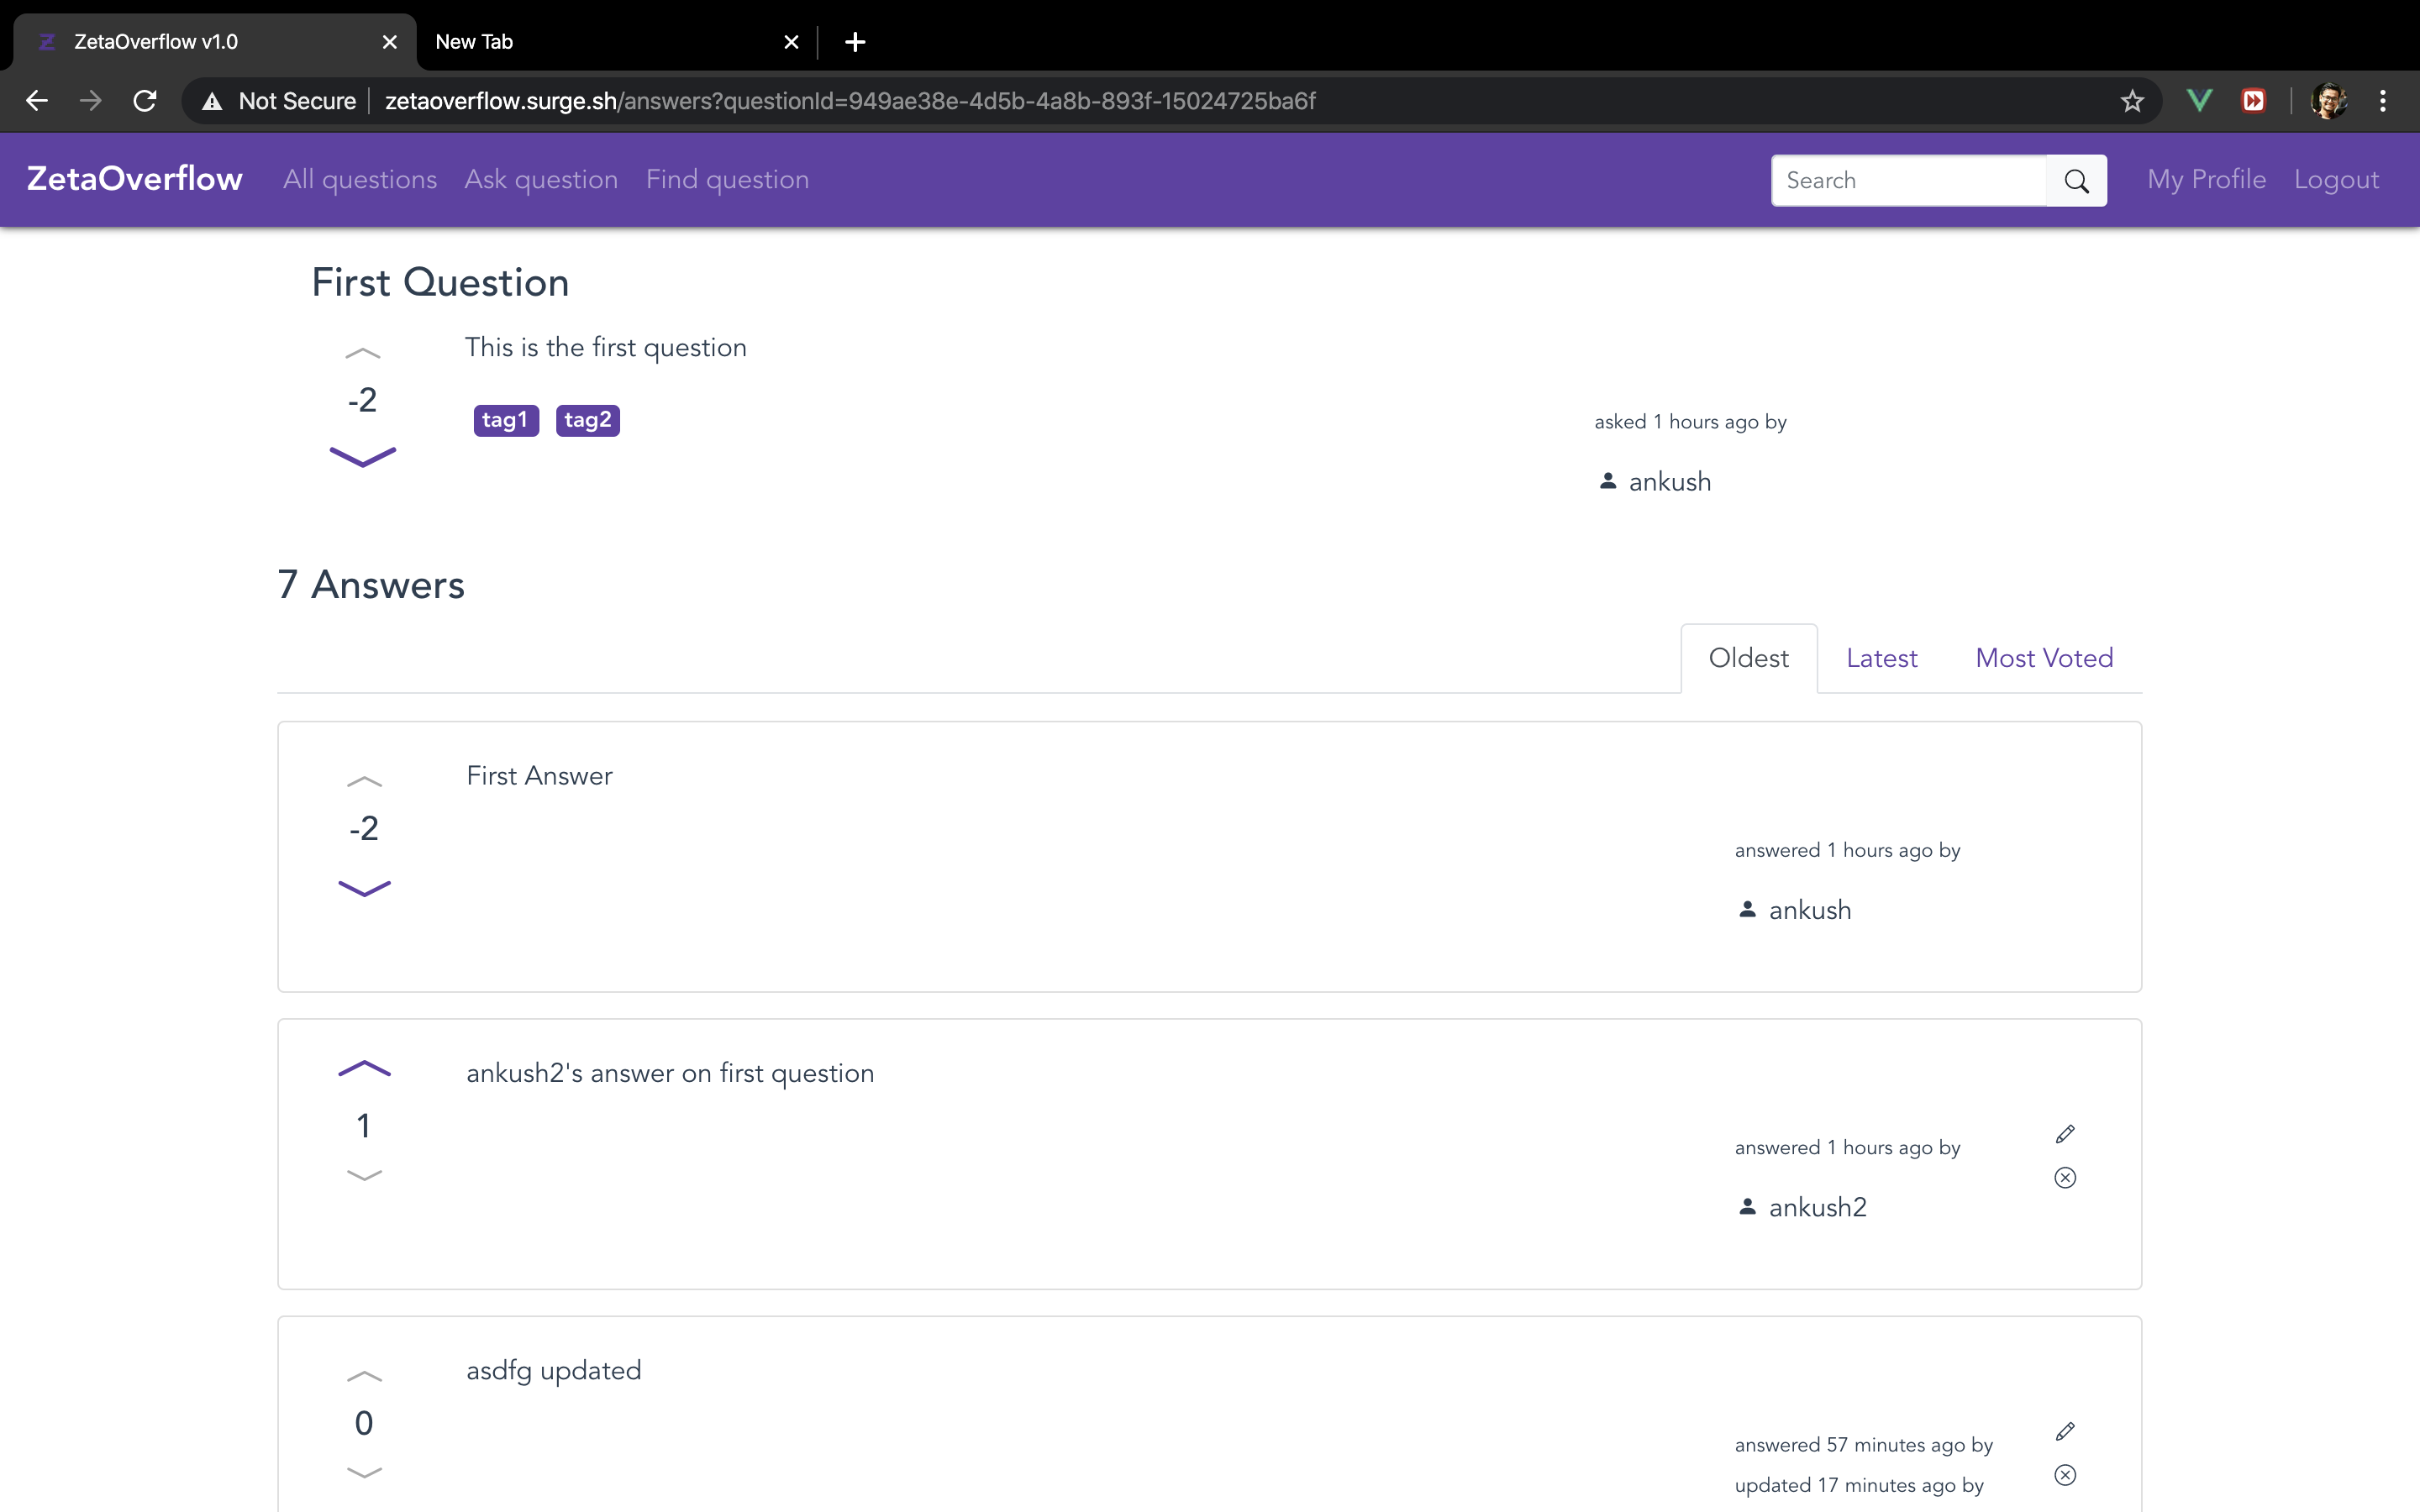 ZetaOverflow v1.0
New Tab
Not Secure
zetaoverflow.surge.sh/answers?questionId=949ae38e-4d5b-4a8b-893f-15024725ba6f
ZetaOverflow
All questions
Ask question
Find question
Search
My Profile
Logout
First Question
This is the first question
-2
tag1 tag2
asked 1 hours ago by
ankush
7 Answers
Oldest
Latest
Most Voted
First Answer
-2
answered 1 hours ago by
ankush
ankush2's answer on first question
1
answered 1 hours ago by
ankush2
asdfg updated
0
answered 57 minutes ago by
updated 17 minutes ago by